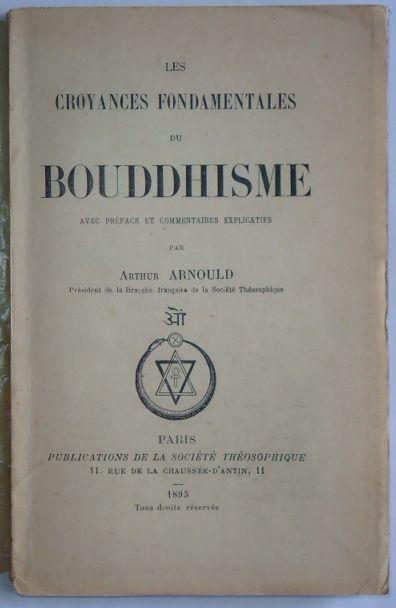 LES
CROYANCES FONDAMENTALES
DU
BOUDDHISME
AVEC PRÉFACE ET COMMENTAIRES EXPLICATIFS
PAR
ARTHUR ARNOULD
Président de la Branche française de la Société Théosophique
ओं
PARIS
PUBLICATIONS DE LA SOCIÉTÉ THÉOSOPHIQUE
11. RUE DE LA CHAUSSÉE-D'ANTIN, 11
1895
Tous droits réservés